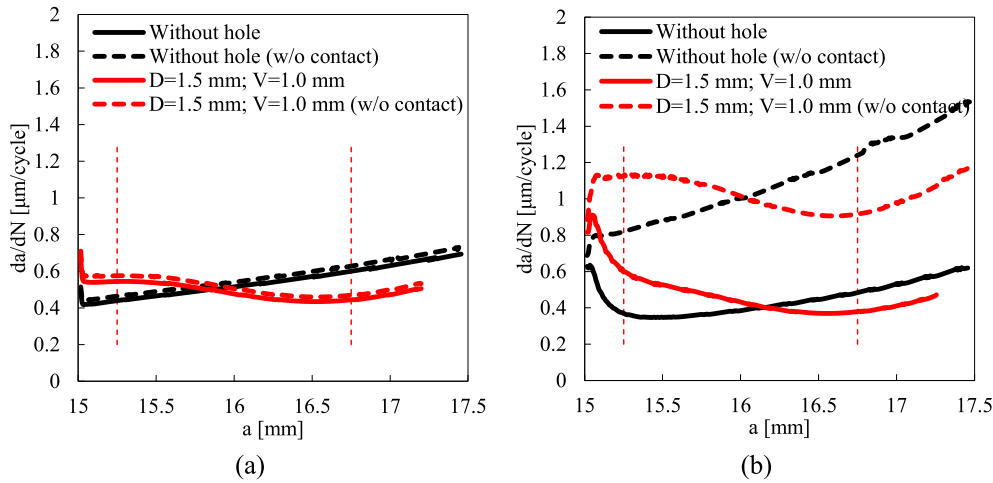 2
1.8
1.6
1.4
1.2
1
0.8
0.6
0.4
0.2
0
da/dN [µm/cycle]
Without hole
Without hole (w/o contact)
D=1.5 mm; V=1.0 mm
D=1.5 mm; V=1.0 mm (w/o contact)
15 15.5 16 16.5 17 17.5
a [mm]
(a)
2
1.8
1.6
1.4
1.2
1
0.8
0.6
0.4
0.2
0
da/dN [µm/cycle]
Without hole
Without hole (w/o contact)
D=1.5 mm; V=1.0 mm
D=1.5 mm; V=1.0 mm (w/o contact)
15 15.5 16 16.5 17 17.5
a [mm]
(b)